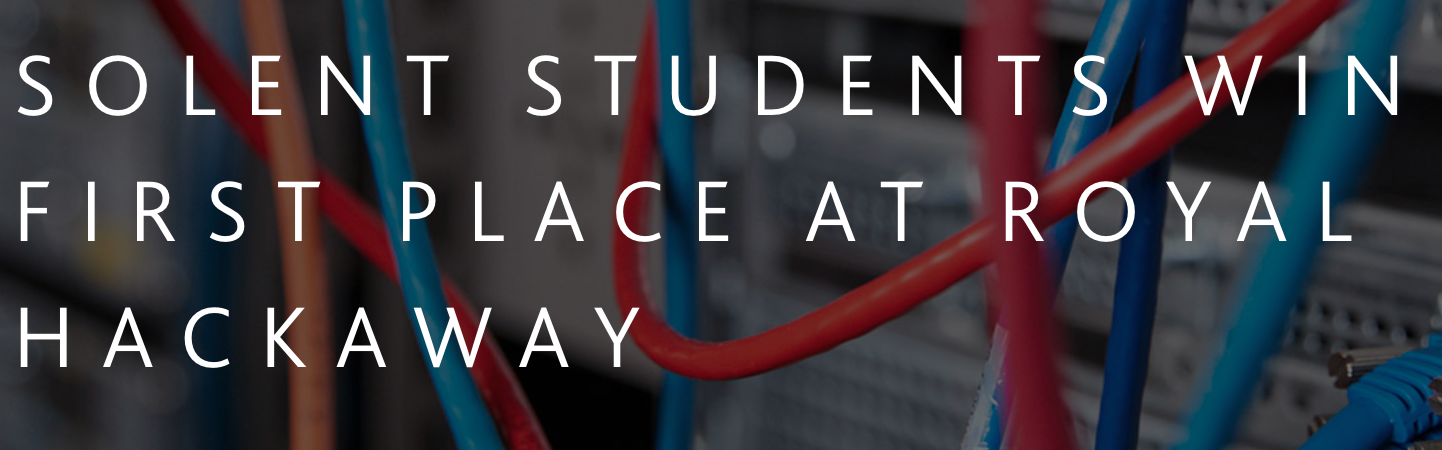 SOLENT STUDENTS WIN
FIRST PLACE AT ROYAL
HACKAWAY